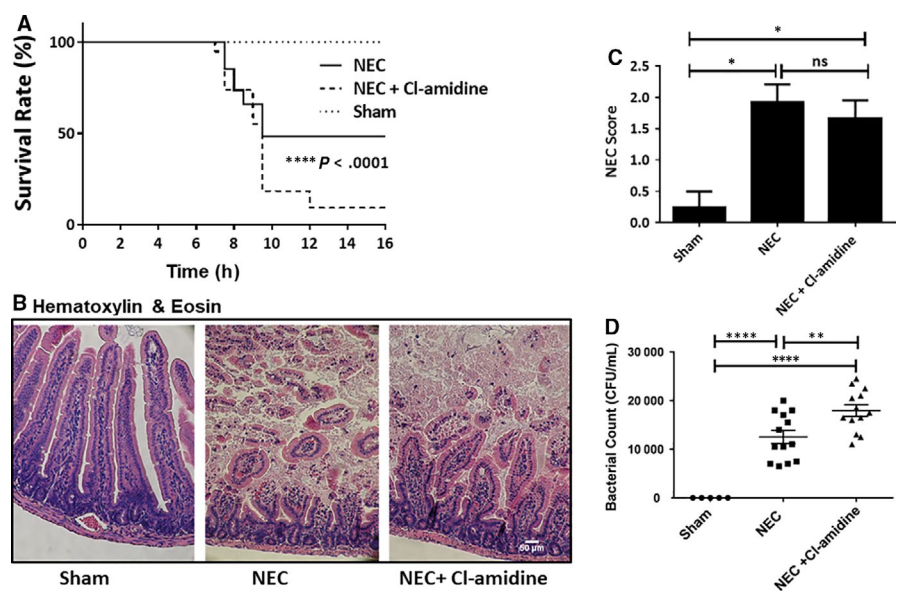 A
Survival Rate (%)
100
50
0
0 2 4 6 8 10 12 14 16
Time (h)
NEC
NEC + Cl-amidine
Sham
****P < .0001
B Hematoxylin & Eosin
50 µm
Sham NEC NEC+ Cl-amidine
C
NEC Score
2.5
2.0
1.5
1.0
0.5
0.0
*
* ns
Sham NEC NEC + Cl-amidine
D
Bacterial Count (CFU/mL)
30 000
20 000
10 000
0
**** **
****
Sham NEC NEC +Cl-amidine